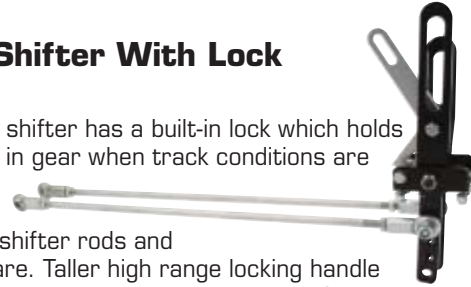 Shifter With Lock
shifter has a built-in lock which holds
in gear when track conditions are
shifter rods and
are. Taller high range locking handle